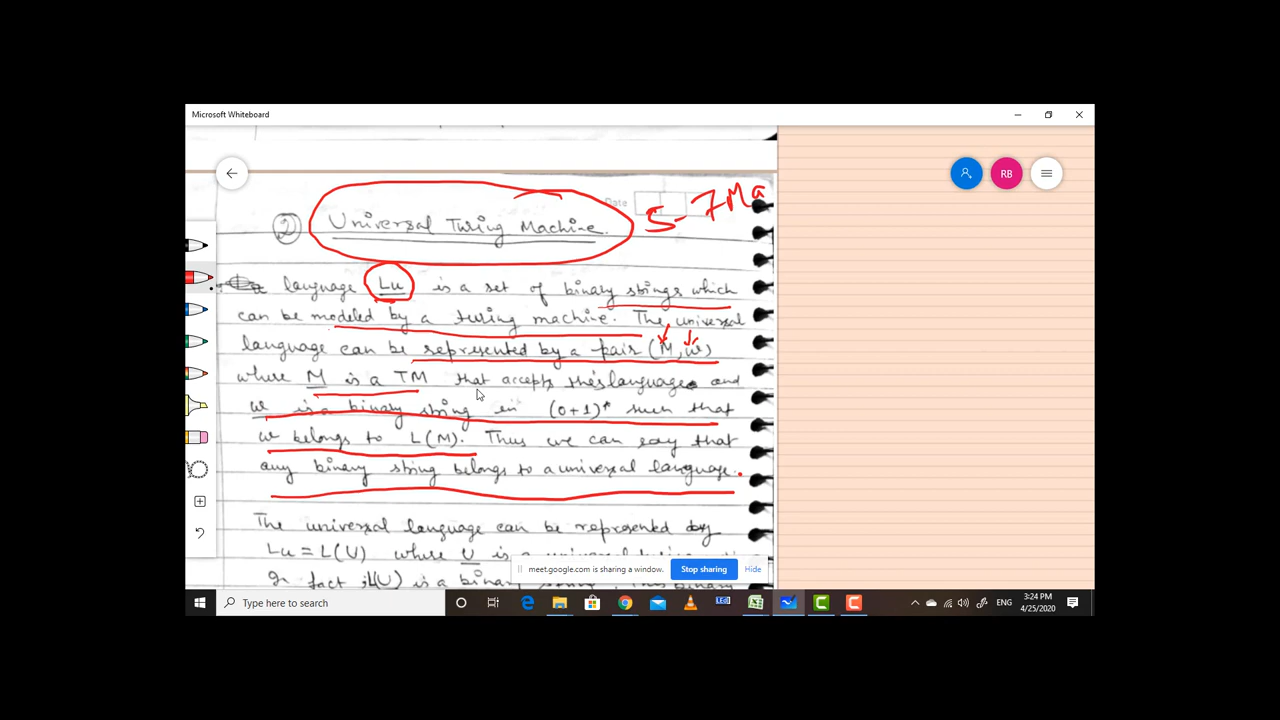 Microsoft Whiteboard
RB
Date
5-7Ma
② Universal Turing Machine.
language Lu is a set of binary strings which
can be modeled by a turing machine. The universal
language can be represented by a pair (M, w)
where M is a TM that accepts this language and
w is a binary string in (0+1)* such that
w belongs to L(M). Thus we can say that
any binary string belongs to a universal language.
The universal language can be represented by
Lu = L(U) where U is a
In fact L(U) is a binary
meet.google.com is sharing a window.
Stop sharing
Hide
Type here to search
ENG
3:24 PM
4/25/2020